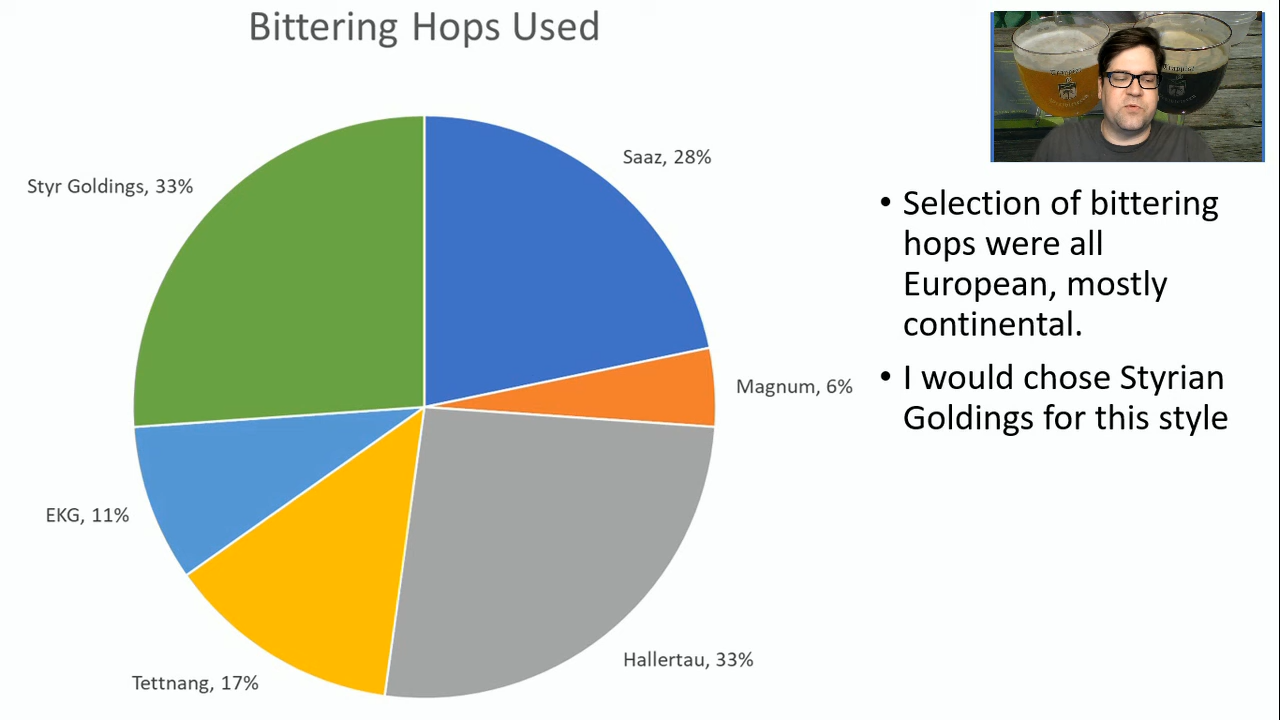 Bittering Hops Used
Saaz, 28%
Styr Goldings, 33%
Magnum, 6%
EKG, 11%
Hallertau, 33%
Tettnang, 17%
• Selection of bittering
hops were all
European, mostly
continental.
• I would chose Styrian
Goldings for this style